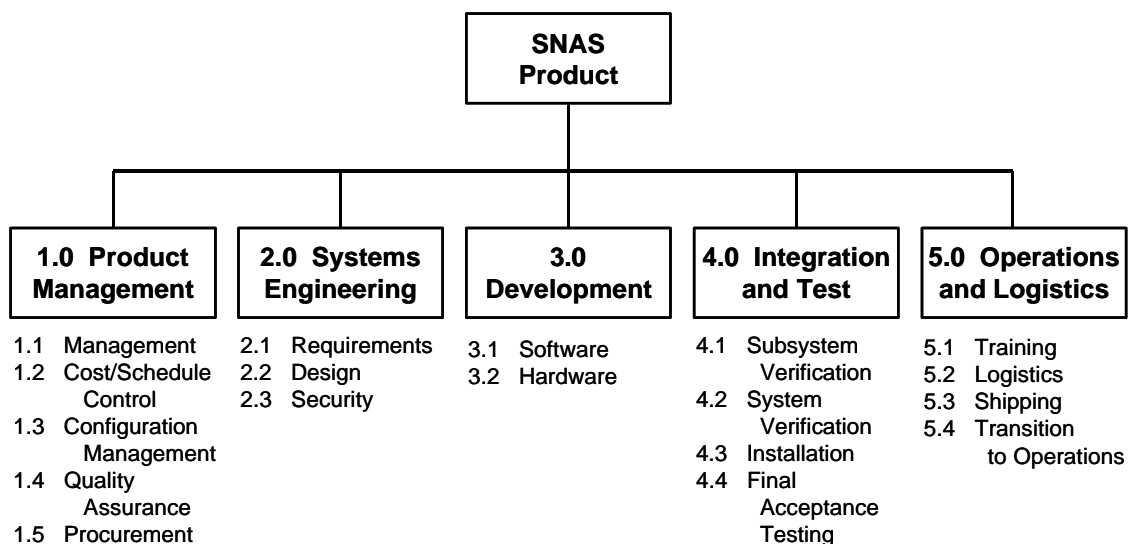 SNAS
Product
1.0 Product
Management
2.0 Systems
Engineering
3.0
Development
4.0 Integration
and Test
5.0 Operations
and Logistics
1.1 Management
1.2 Cost/Schedule
Control
1.3 Configuration
Management
1.4 Quality
Assurance
1.5 Procurement
2.1 Requirements
2.2 Design
2.3 Security
3.1 Software
3.2 Hardware
4.1 Subsystem
Verification
4.2 System
Verification
4.3 Installation
4.4 Final
Acceptance
Testing
5.1 Training
5.2 Logistics
5.3 Shipping
5.4 Transition
to Operations